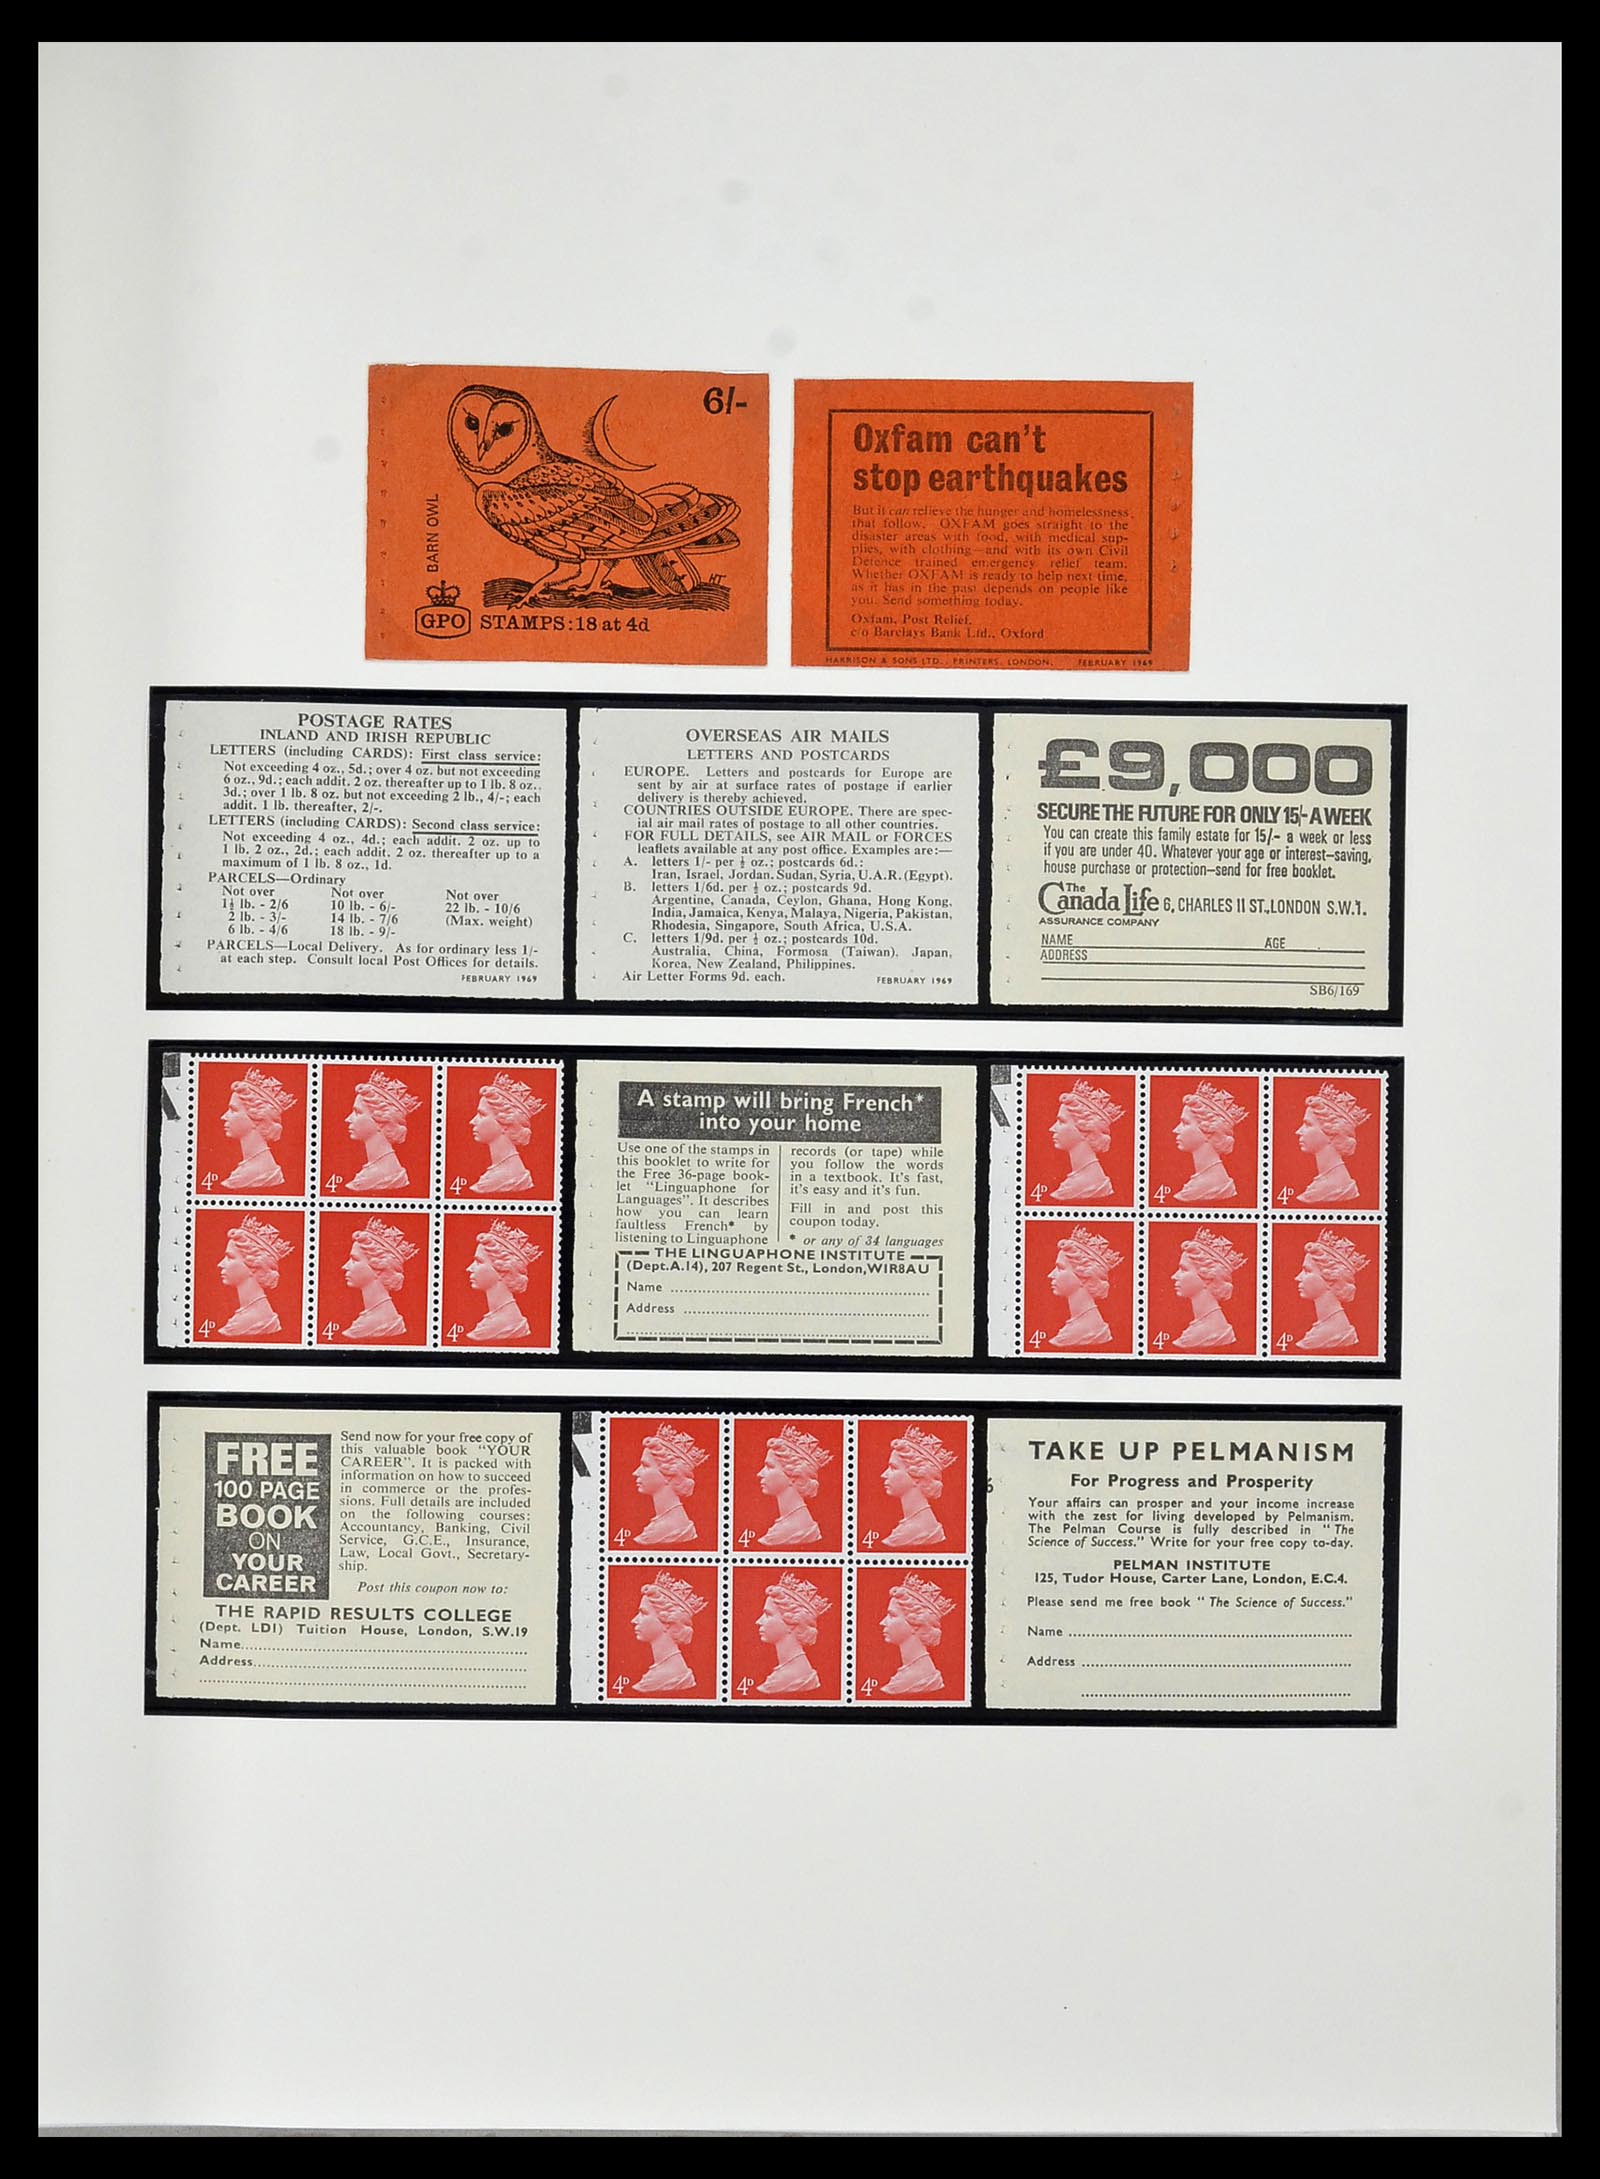 6/-
BARN OWL
HT
GPO STAMPS: 18 at 4d
Oxfam can't
stop earthquakes
But it can relieve the hunger and homelessness
that follow. OXFAM goes straight to the
disaster areas with food, with medical sup-
plies, with clothing—and with its own Civil
Defence trained emergency relief team.
Whether OXFAM is ready to help next time,
as it has in the past depends on people like
you. Send something today.
Oxfam, Post Relief,
c/o Barclays Bank Ltd., Oxford
HARRISON & SONS LTD., PRINTERS, LONDON. FEBRUARY 1969
POSTAGE RATES
INLAND AND IRISH REPUBLIC
LETTERS (including CARDS): First class service:
Not exceeding 4 oz., 5d.; over 4 oz. but not exceeding
6 oz., 9d.; each addit. 2 oz. thereafter up to 1 lb. 8 oz.,
3d.; over 1 lb. 8 oz. but not exceeding 2 lb., 4/-; each
addit. 1 lb. thereafter, 2/-.
LETTERS (including CARDS): Second class service:
Not exceeding 4 oz., 4d.; each addit. 2 oz. up to
1 lb. 2 oz., 2d.; each addit. 2 oz. thereafter up to a
maximum of 1 lb. 8 oz., 1d.
PARCELS—Ordinary
Not over Not over Not over
1½ lb. - 2/6 10 lb. - 6/- 22 lb. - 10/6
2 lb. - 3/- 14 lb. - 7/6 (Max. weight)
6 lb. - 4/6 18 lb. - 9/-
PARCELS—Local Delivery. As for ordinary less 1/-
at each step. Consult local Post Offices for details.
FEBRUARY 1969
OVERSEAS AIR MAILS
LETTERS AND POSTCARDS
EUROPE. Letters and postcards for Europe are
sent by air at surface rates of postage if earlier
delivery is thereby achieved.
COUNTRIES OUTSIDE EUROPE. There are spec-
ial air mail rates of postage to all other countries.
FOR FULL DETAILS, see AIR MAIL or FORCES
leaflets available at any post office. Examples are:—
A. letters 1/- per ½ oz.; postcards 6d.:
Iran, Israel, Jordan, Sudan, Syria, U.A.R. (Egypt).
B. letters 1/6d. per ½ oz.; postcards 9d.
Argentine, Canada, Ceylon, Ghana, Hong Kong,
India, Jamaica, Kenya, Malaya, Nigeria, Pakistan,
Rhodesia, Singapore, South Africa, U.S.A.
C. letters 1/9d. per ½ oz.; postcards 10d.
Australia, China, Formosa (Taiwan), Japan,
Korea, New Zealand, Philippines.
Air Letter Forms 9d. each. FEBRUARY 1969
£9,000
SECURE THE FUTURE FOR ONLY 15/- A WEEK
You can create this family estate for 15/- a week or less
if you are under 40. Whatever your age or interest—saving,
house purchase or protection—send for free booklet.
The Canada Life 6, CHARLES II ST., LONDON S.W.1.
ASSURANCE COMPANY
NAME AGE
ADDRESS
SB6/169
4D 4D 4D
4D 4D 4D
A stamp will bring French*
into your home
Use one of the stamps in
this booklet to write for
the Free 36-page book-
let "Linguaphone for
Languages". It describes
how you can learn
faultless French* by
listening to Linguaphone
records (or tape) while
you follow the words
in a textbook. It's fast,
it's easy and it's fun.
Fill in and post this
coupon today.
* or any of 34 languages
THE LINGUAPHONE INSTITUTE
(Dept.A.14), 207 Regent St., London, W1R8AU
Name
Address
4D 4D 4D
4D 4D 4D
FREE
100 PAGE
BOOK
ON
YOUR
CAREER
Send now for your free copy of
this valuable book "YOUR
CAREER". It is packed with
information on how to succeed
in commerce or the profes-
sions. Full details are included
on the following courses:
Accountancy, Banking, Civil
Service, G.C.E., Insurance,
Law, Local Govt., Secretary-
ship.
Post this coupon now to:
THE RAPID RESULTS COLLEGE
(Dept. LD1) Tuition House, London, S.W.19
Name
Address
4D 4D 4D
4D 4D 4D
TAKE UP PELMANISM
For Progress and Prosperity
Your affairs can prosper and your income increase
with the zest for living developed by Pelmanism.
The Pelman Course is fully described in "The
Science of Success." Write for your free copy to-day.
PELMAN INSTITUTE
125, Tudor House, Carter Lane, London, E.C.4.
Please send me free book "The Science of Success."
Name
Address